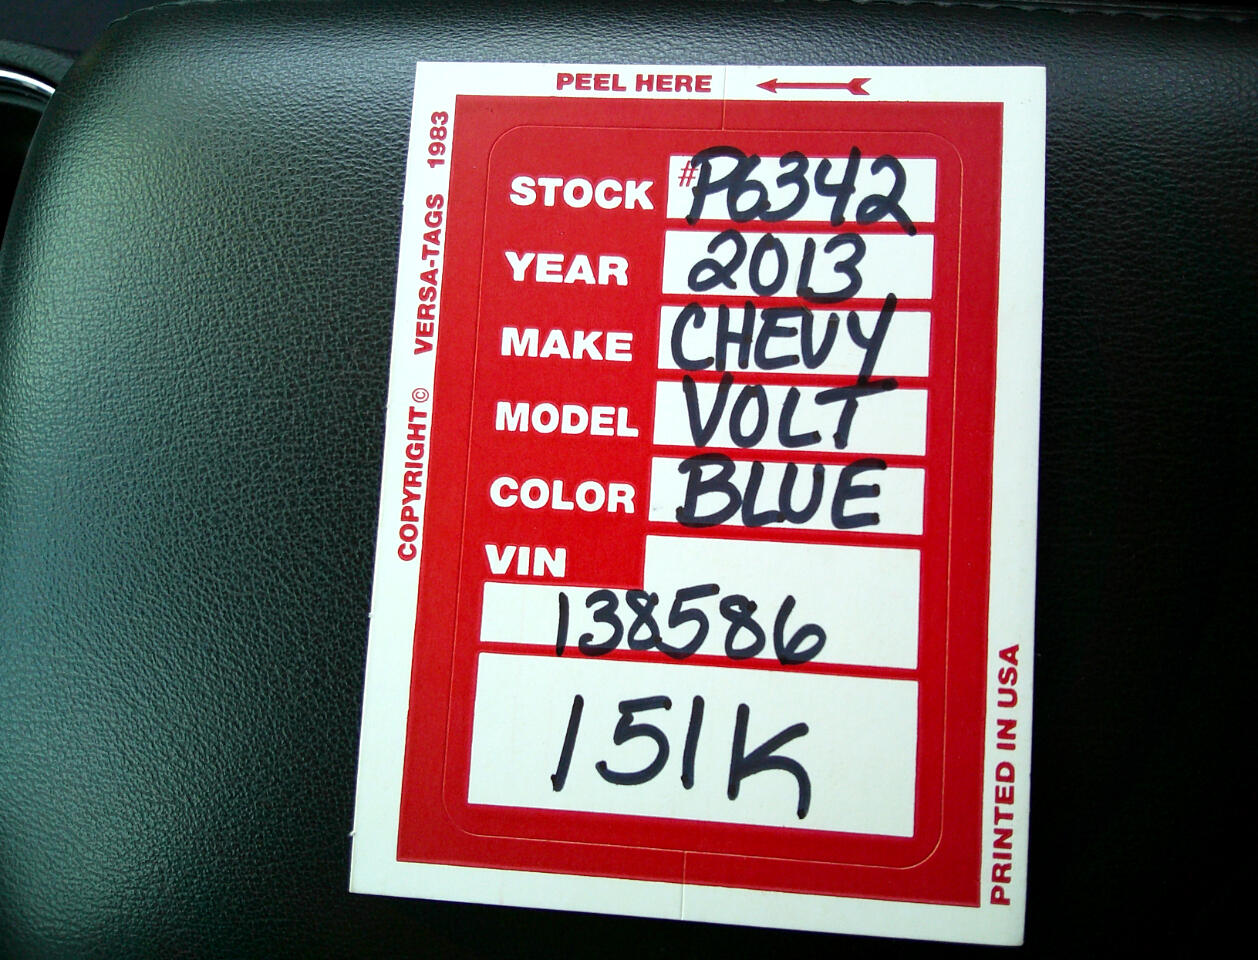 PEEL HERE
COPYRIGHT © VERSA-TAGS 1983
STOCK #P6342
YEAR 2013
MAKE CHEVY
MODEL VOLT
COLOR BLUE
VIN
138586
151K
PRINTED IN USA